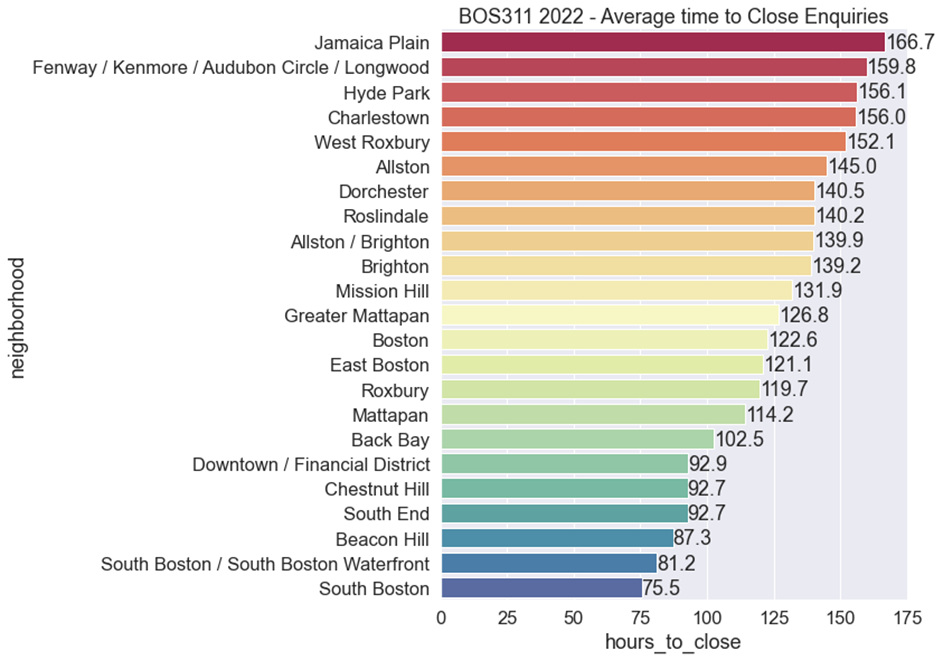 BOS311 2022 - Average time to Close Enquiries
neighborhood
Jamaica Plain 166.7
Fenway / Kenmore / Audubon Circle / Longwood 159.8
Hyde Park 156.1
Charlestown 156.0
West Roxbury 152.1
Allston 145.0
Dorchester 140.5
Roslindale 140.2
Allston / Brighton 139.9
Brighton 139.2
Mission Hill 131.9
Greater Mattapan 126.8
Boston 122.6
East Boston 121.1
Roxbury 119.7
Mattapan 114.2
Back Bay 102.5
Downtown / Financial District 92.9
Chestnut Hill 92.7
South End 92.7
Beacon Hill 87.3
South Boston / South Boston Waterfront 81.2
South Boston 75.5
0 25 50 75 100 125 150 175
hours_to_close